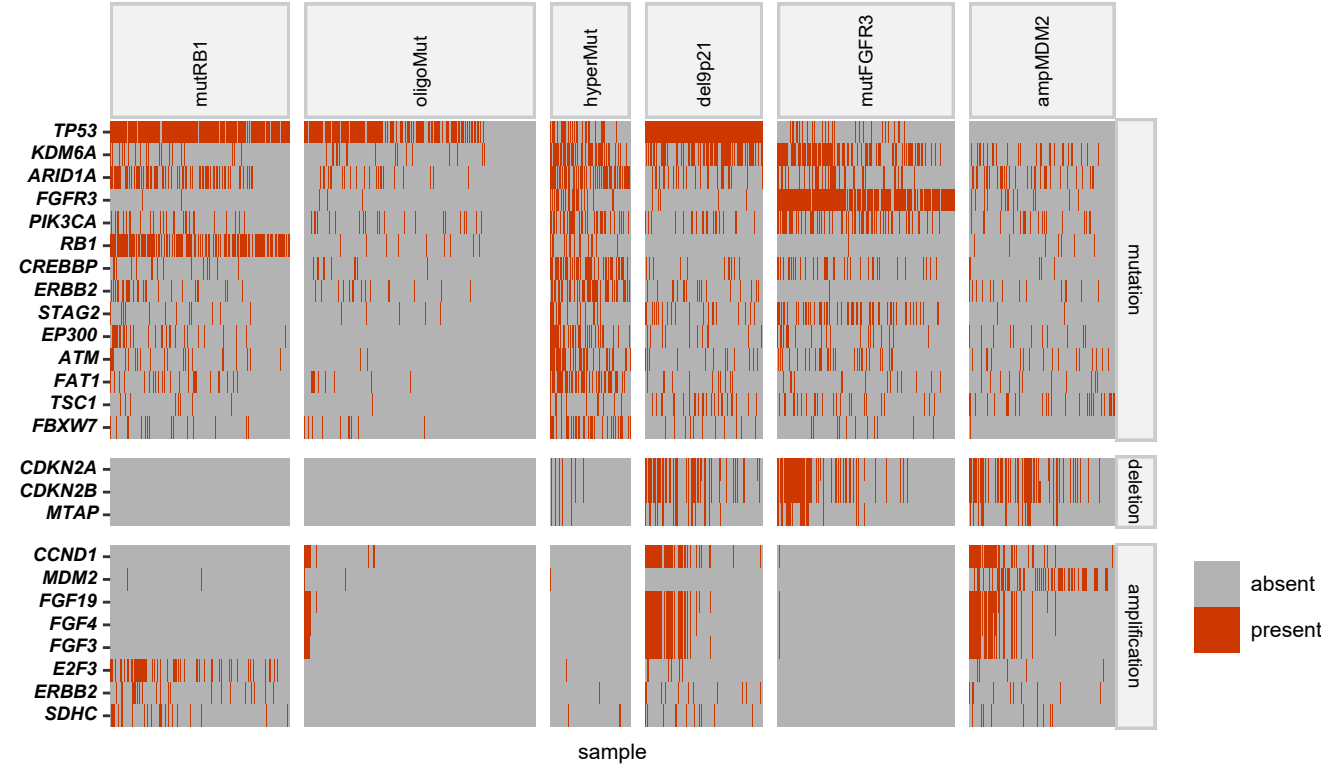 mutRB1
oligoMut
hyperMut
del9p21
mutFGFR3
ampMDM2
TP53
KDM6A
ARID1A
FGFR3
PIK3CA
RB1
CREBBP
ERBB2
STAG2
EP300
ATM
FAT1
TSC1
FBXW7
mutation
CDKN2A
CDKN2B
MTAP
deletion
CCND1
MDM2
FGF19
FGF4
FGF3
E2F3
ERBB2
SDHC
amplification
absent
present
sample